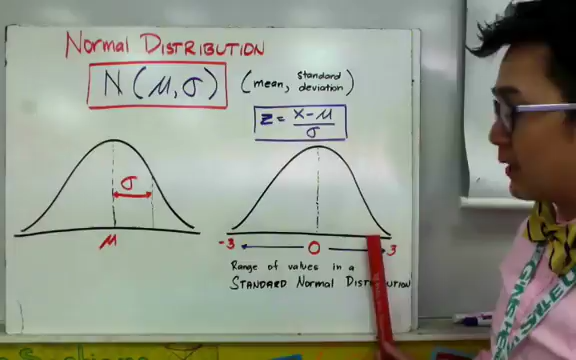 Normal Distribution
N (μ, σ) (mean, standard deviation)
z = x - μ / σ
σ
μ
-3 0 3
Range of values in a
Standard Normal Distribution